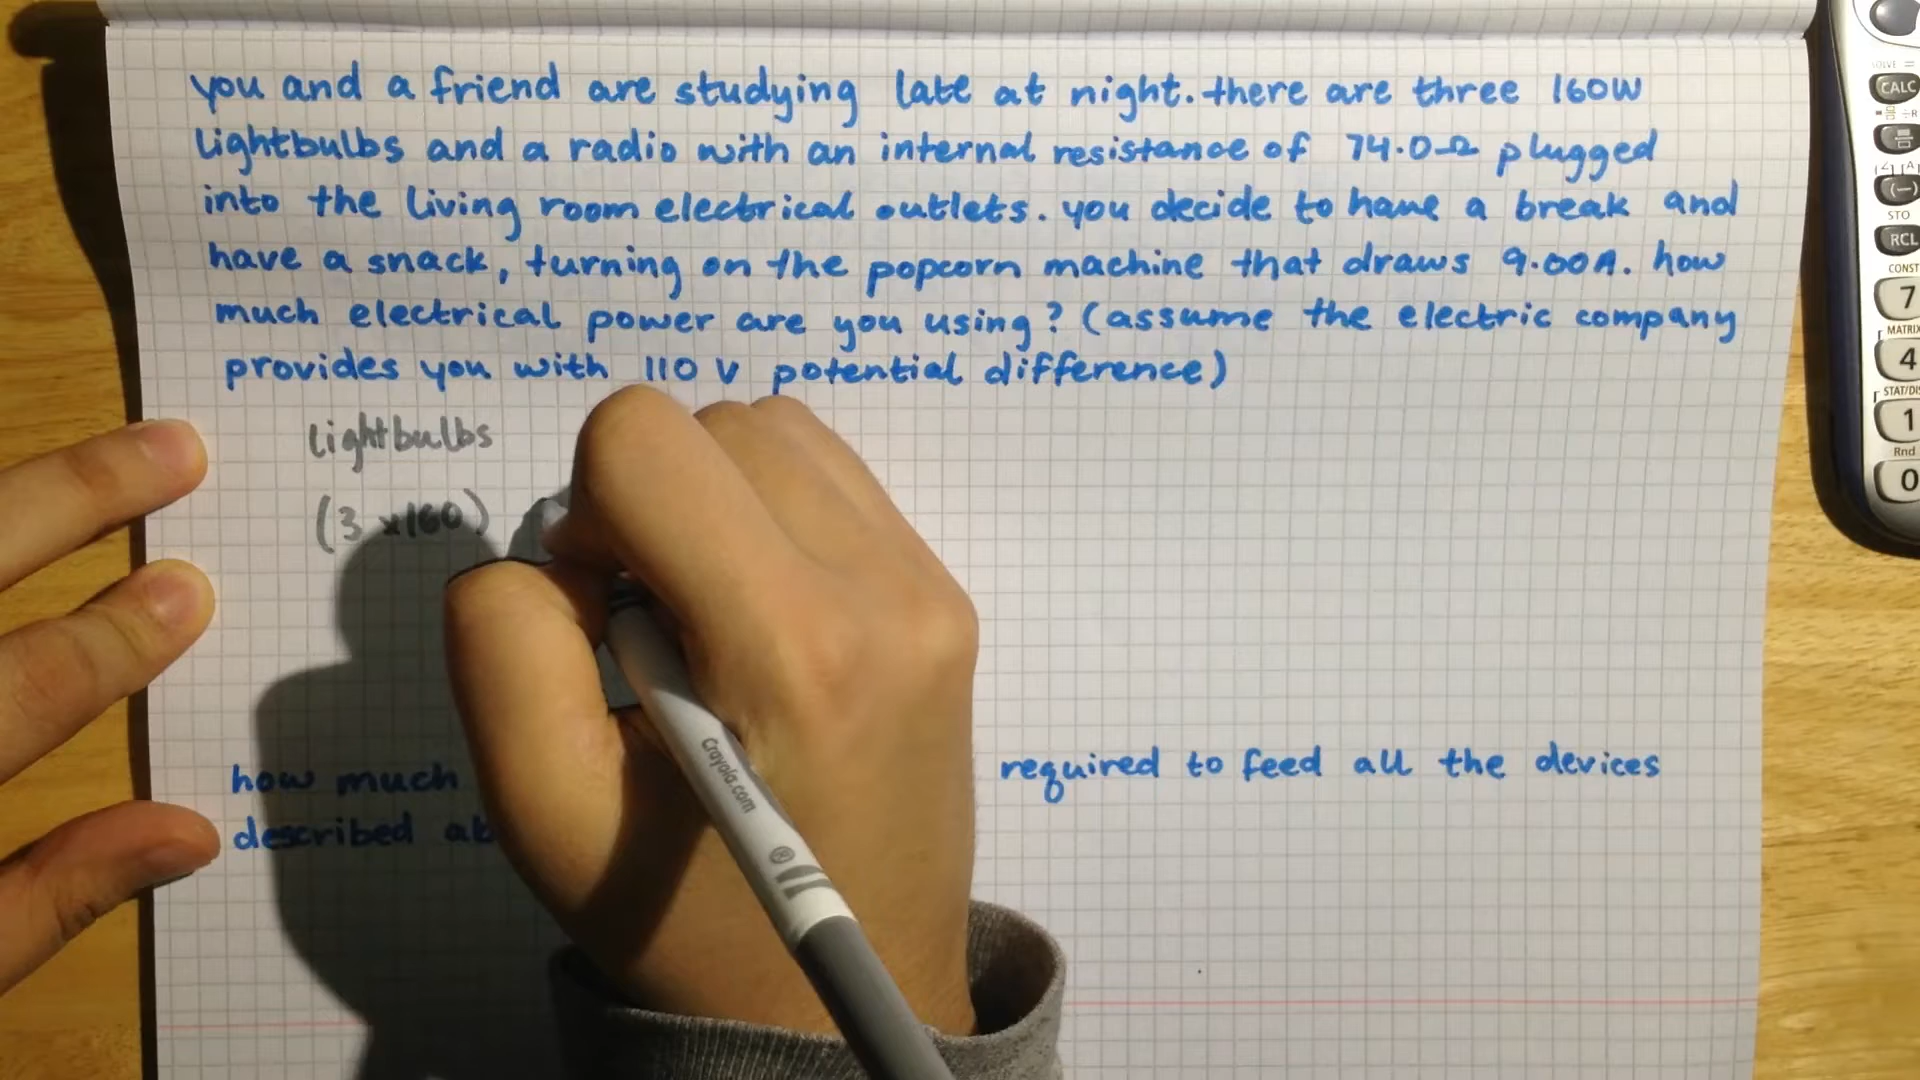 you and a friend are studying late at night. there are three 160W
lightbulbs and a radio with an internal resistance of 74.0Ω plugged
into the living room electrical outlets. you decide to have a break and
have a snack, turning on the popcorn machine that draws 9.00A. how
much electrical power are you using? (assume the electric company
provides you with 110 V potential difference)
lightbulbs
(3 x160)
how much required to feed all the devices
described
Crayola.com ®
SOLVE =
CALC
(-)
STO
RCL
CONST
7
MATRIX
4
STAT/DI
1
Rnd
0